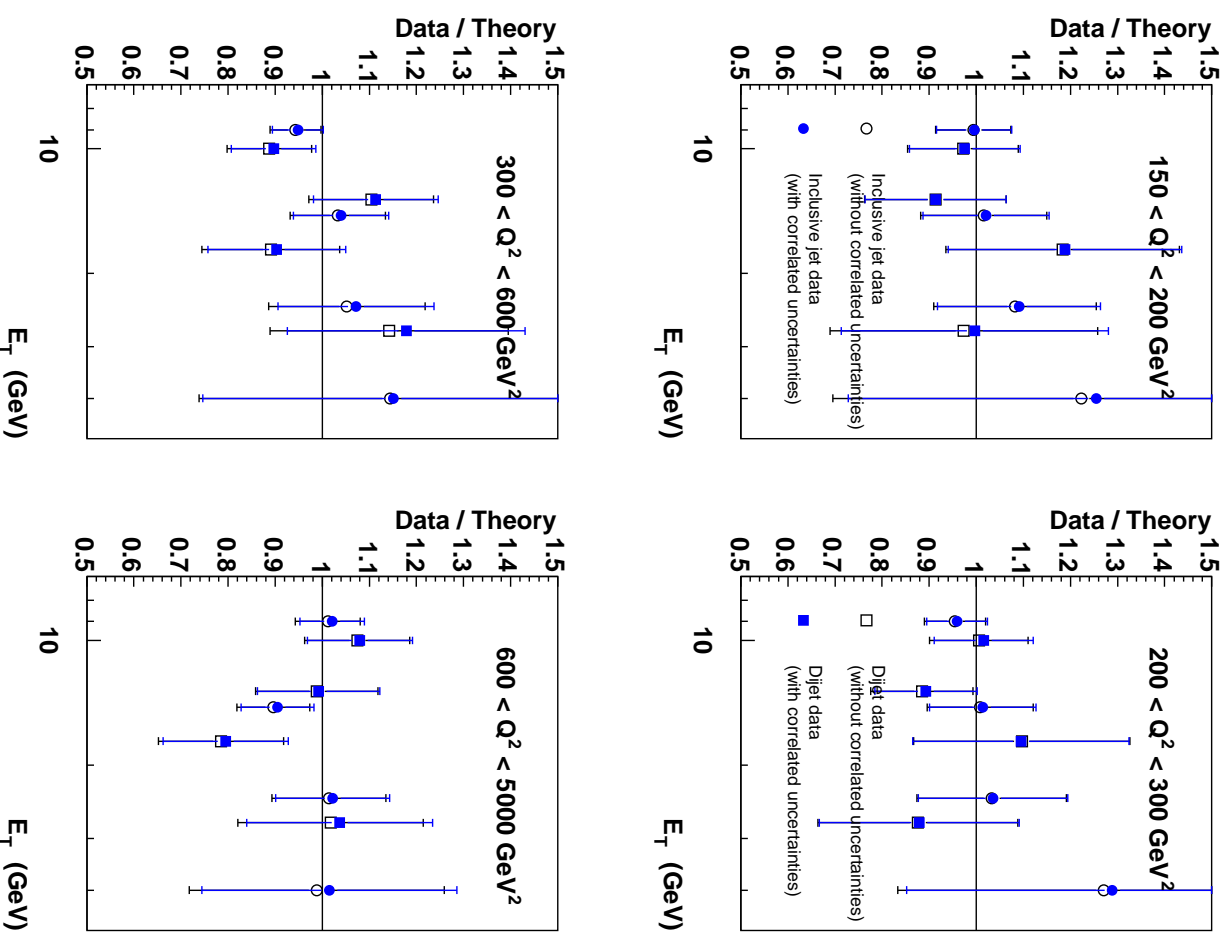 Data / Theory
1.5
1.4
1.3
1.2
1.1
1
0.9
0.8
0.7
0.6
0.5
150 < Q² < 200 GeV²
Inclusive jet data
(without correlated uncertainties)
Inclusive jet data
(with correlated uncertainties)
10
E_T (GeV)
Data / Theory
1.5
1.4
1.3
1.2
1.1
1
0.9
0.8
0.7
0.6
0.5
200 < Q² < 300 GeV²
Dijet data
(without correlated uncertainties)
Dijet data
(with correlated uncertainties)
10
E_T (GeV)
Data / Theory
1.5
1.4
1.3
1.2
1.1
1
0.9
0.8
0.7
0.6
0.5
300 < Q² < 600 GeV²
10
E_T (GeV)
Data / Theory
1.5
1.4
1.3
1.2
1.1
1
0.9
0.8
0.7
0.6
0.5
600 < Q² < 5000 GeV²
10
E_T (GeV)